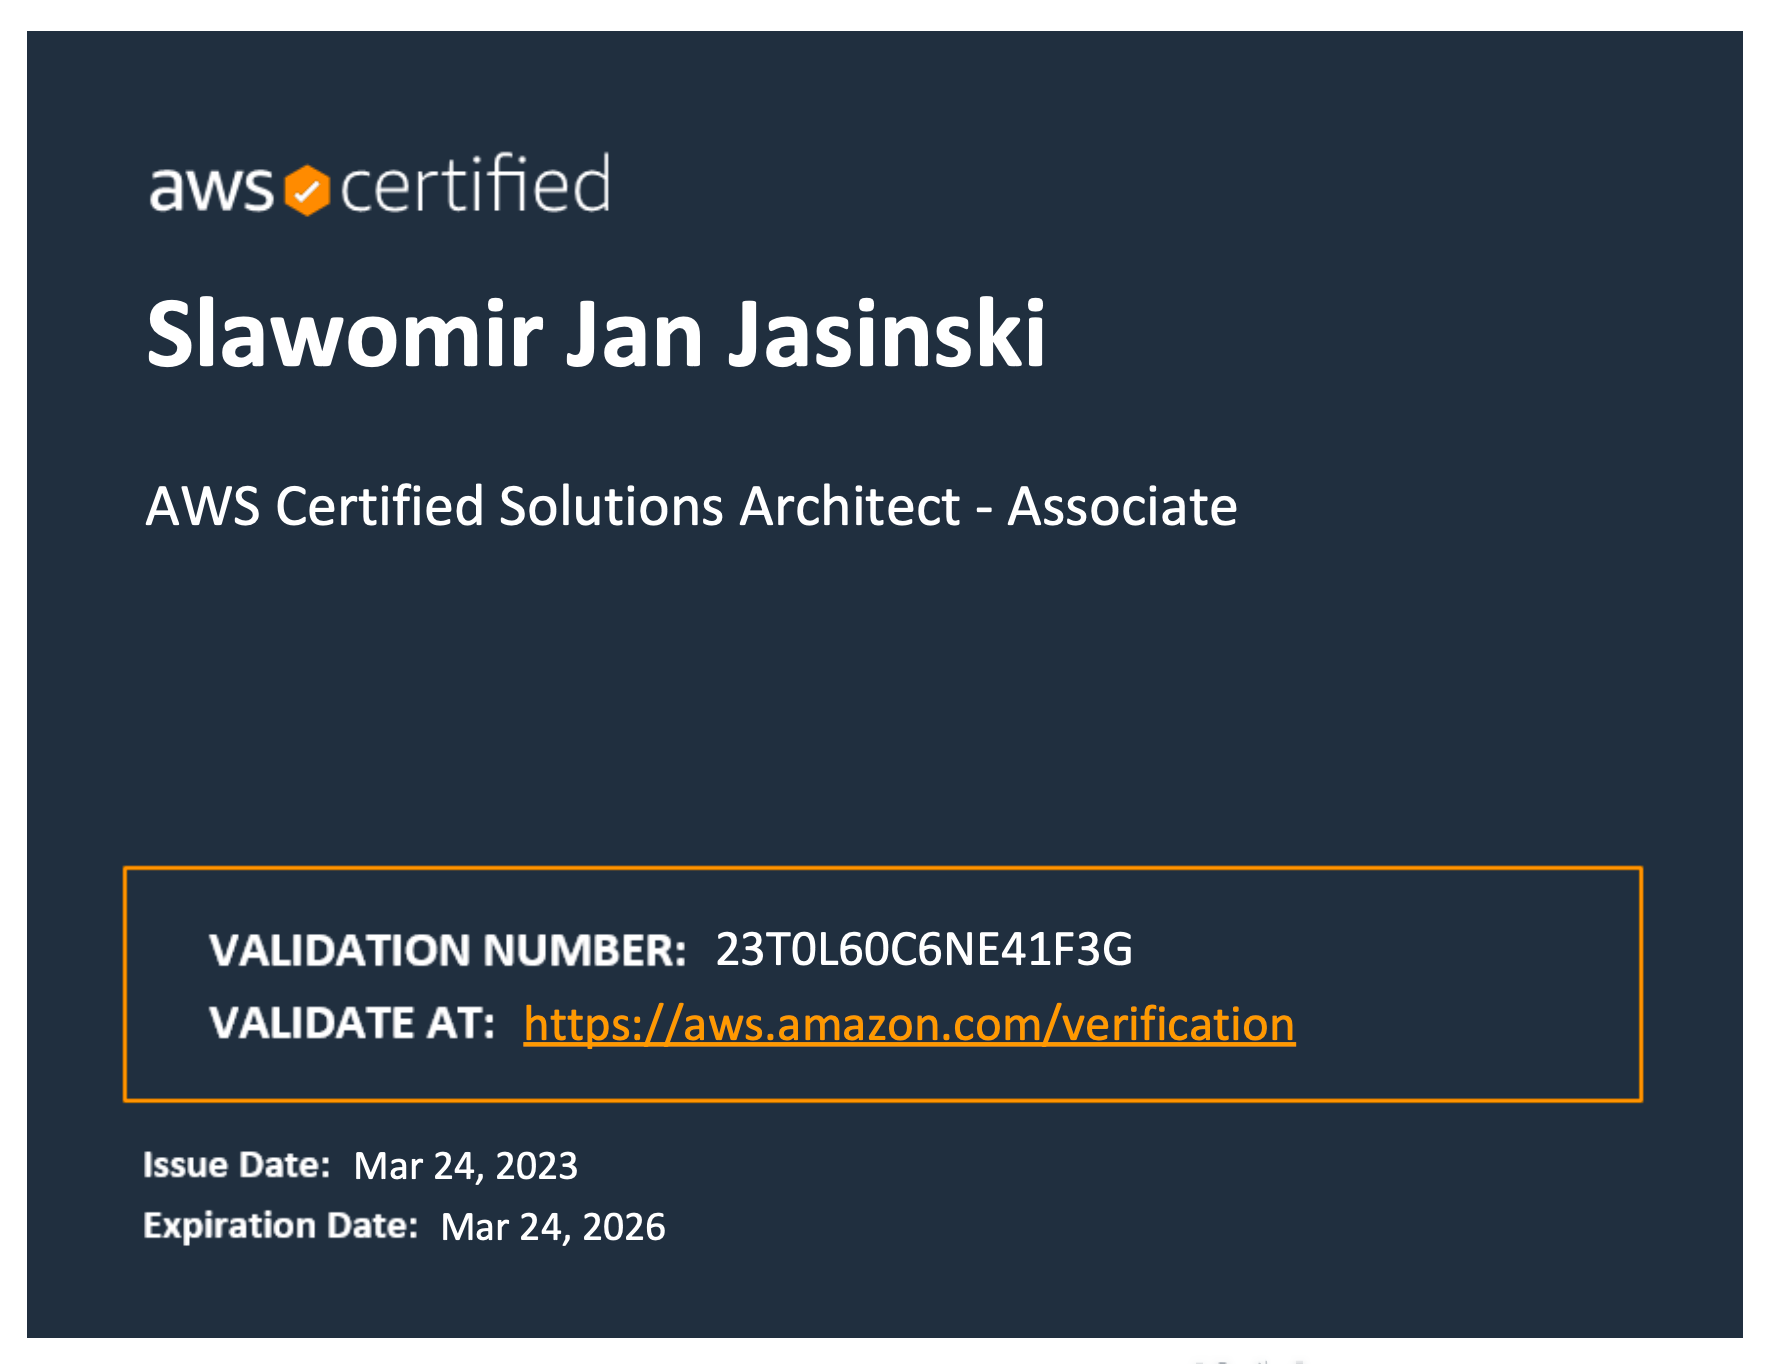 aws certified
Slawomir Jan Jasinski
AWS Certified Solutions Architect - Associate
VALIDATION NUMBER: 23T0L60C6NE41F3G
VALIDATE AT: https://aws.amazon.com/verification
Issue Date: Mar 24, 2023
Expiration Date: Mar 24, 2026